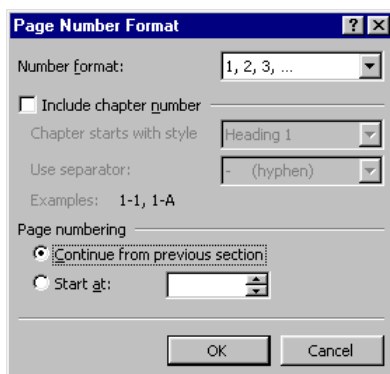 Page Number Format
Number format: 1, 2, 3, ...
Include chapter number
Chapter starts with style Heading 1
Use separator: - (hyphen)
Examples: 1-1, 1-A
Page numbering
Continue from previous section
Start at:
OK Cancel